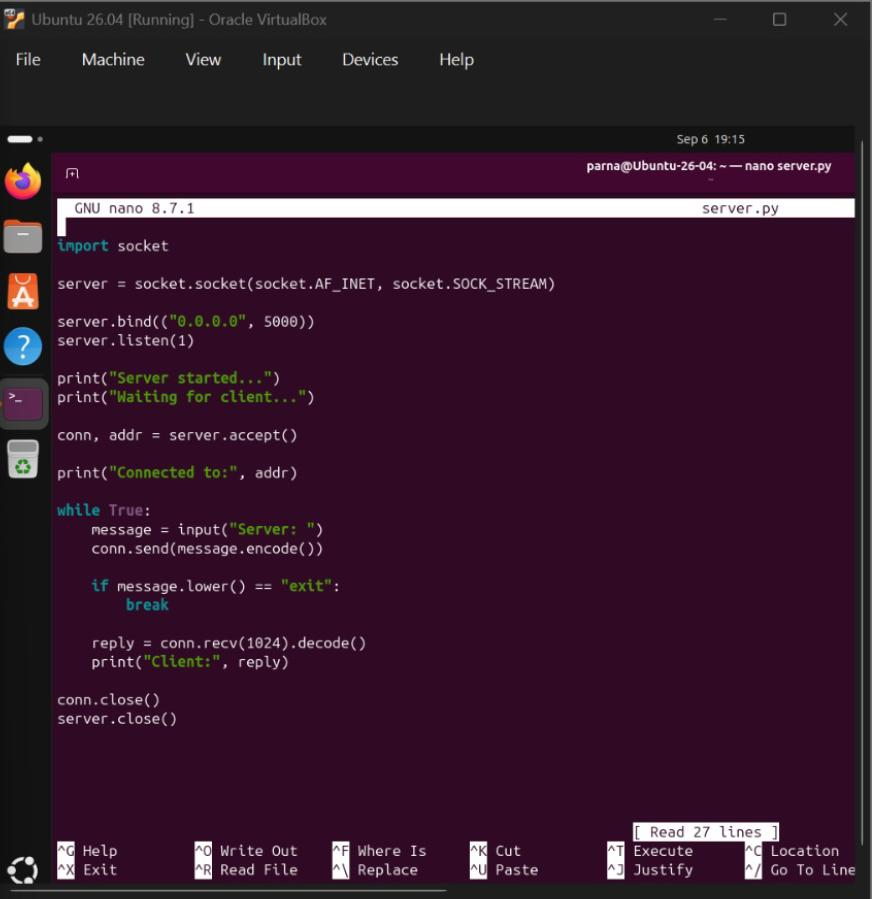 Ubuntu 26.04 [Running] - Oracle VirtualBox
File Machine View Input Devices Help
Sep 6 19:15
parna@Ubuntu-26-04: ~ — nano server.py
GNU nano 8.7.1 server.py
import socket
server = socket.socket(socket.AF_INET, socket.SOCK_STREAM)
server.bind(("0.0.0.0", 5000))
server.listen(1)
print("Server started...")
print("Waiting for client...")
conn, addr = server.accept()
print("Connected to:", addr)
while True:
    message = input("Server: ")
    conn.send(message.encode())
    if message.lower() == "exit":
        break
    reply = conn.recv(1024).decode()
    print("Client:", reply)
conn.close()
server.close()
[ Read 27 lines ]
^G Help ^O Write Out ^F Where Is ^K Cut ^T Execute ^C Location
^X Exit ^R Read File ^\ Replace ^U Paste ^J Justify ^/ Go To Line